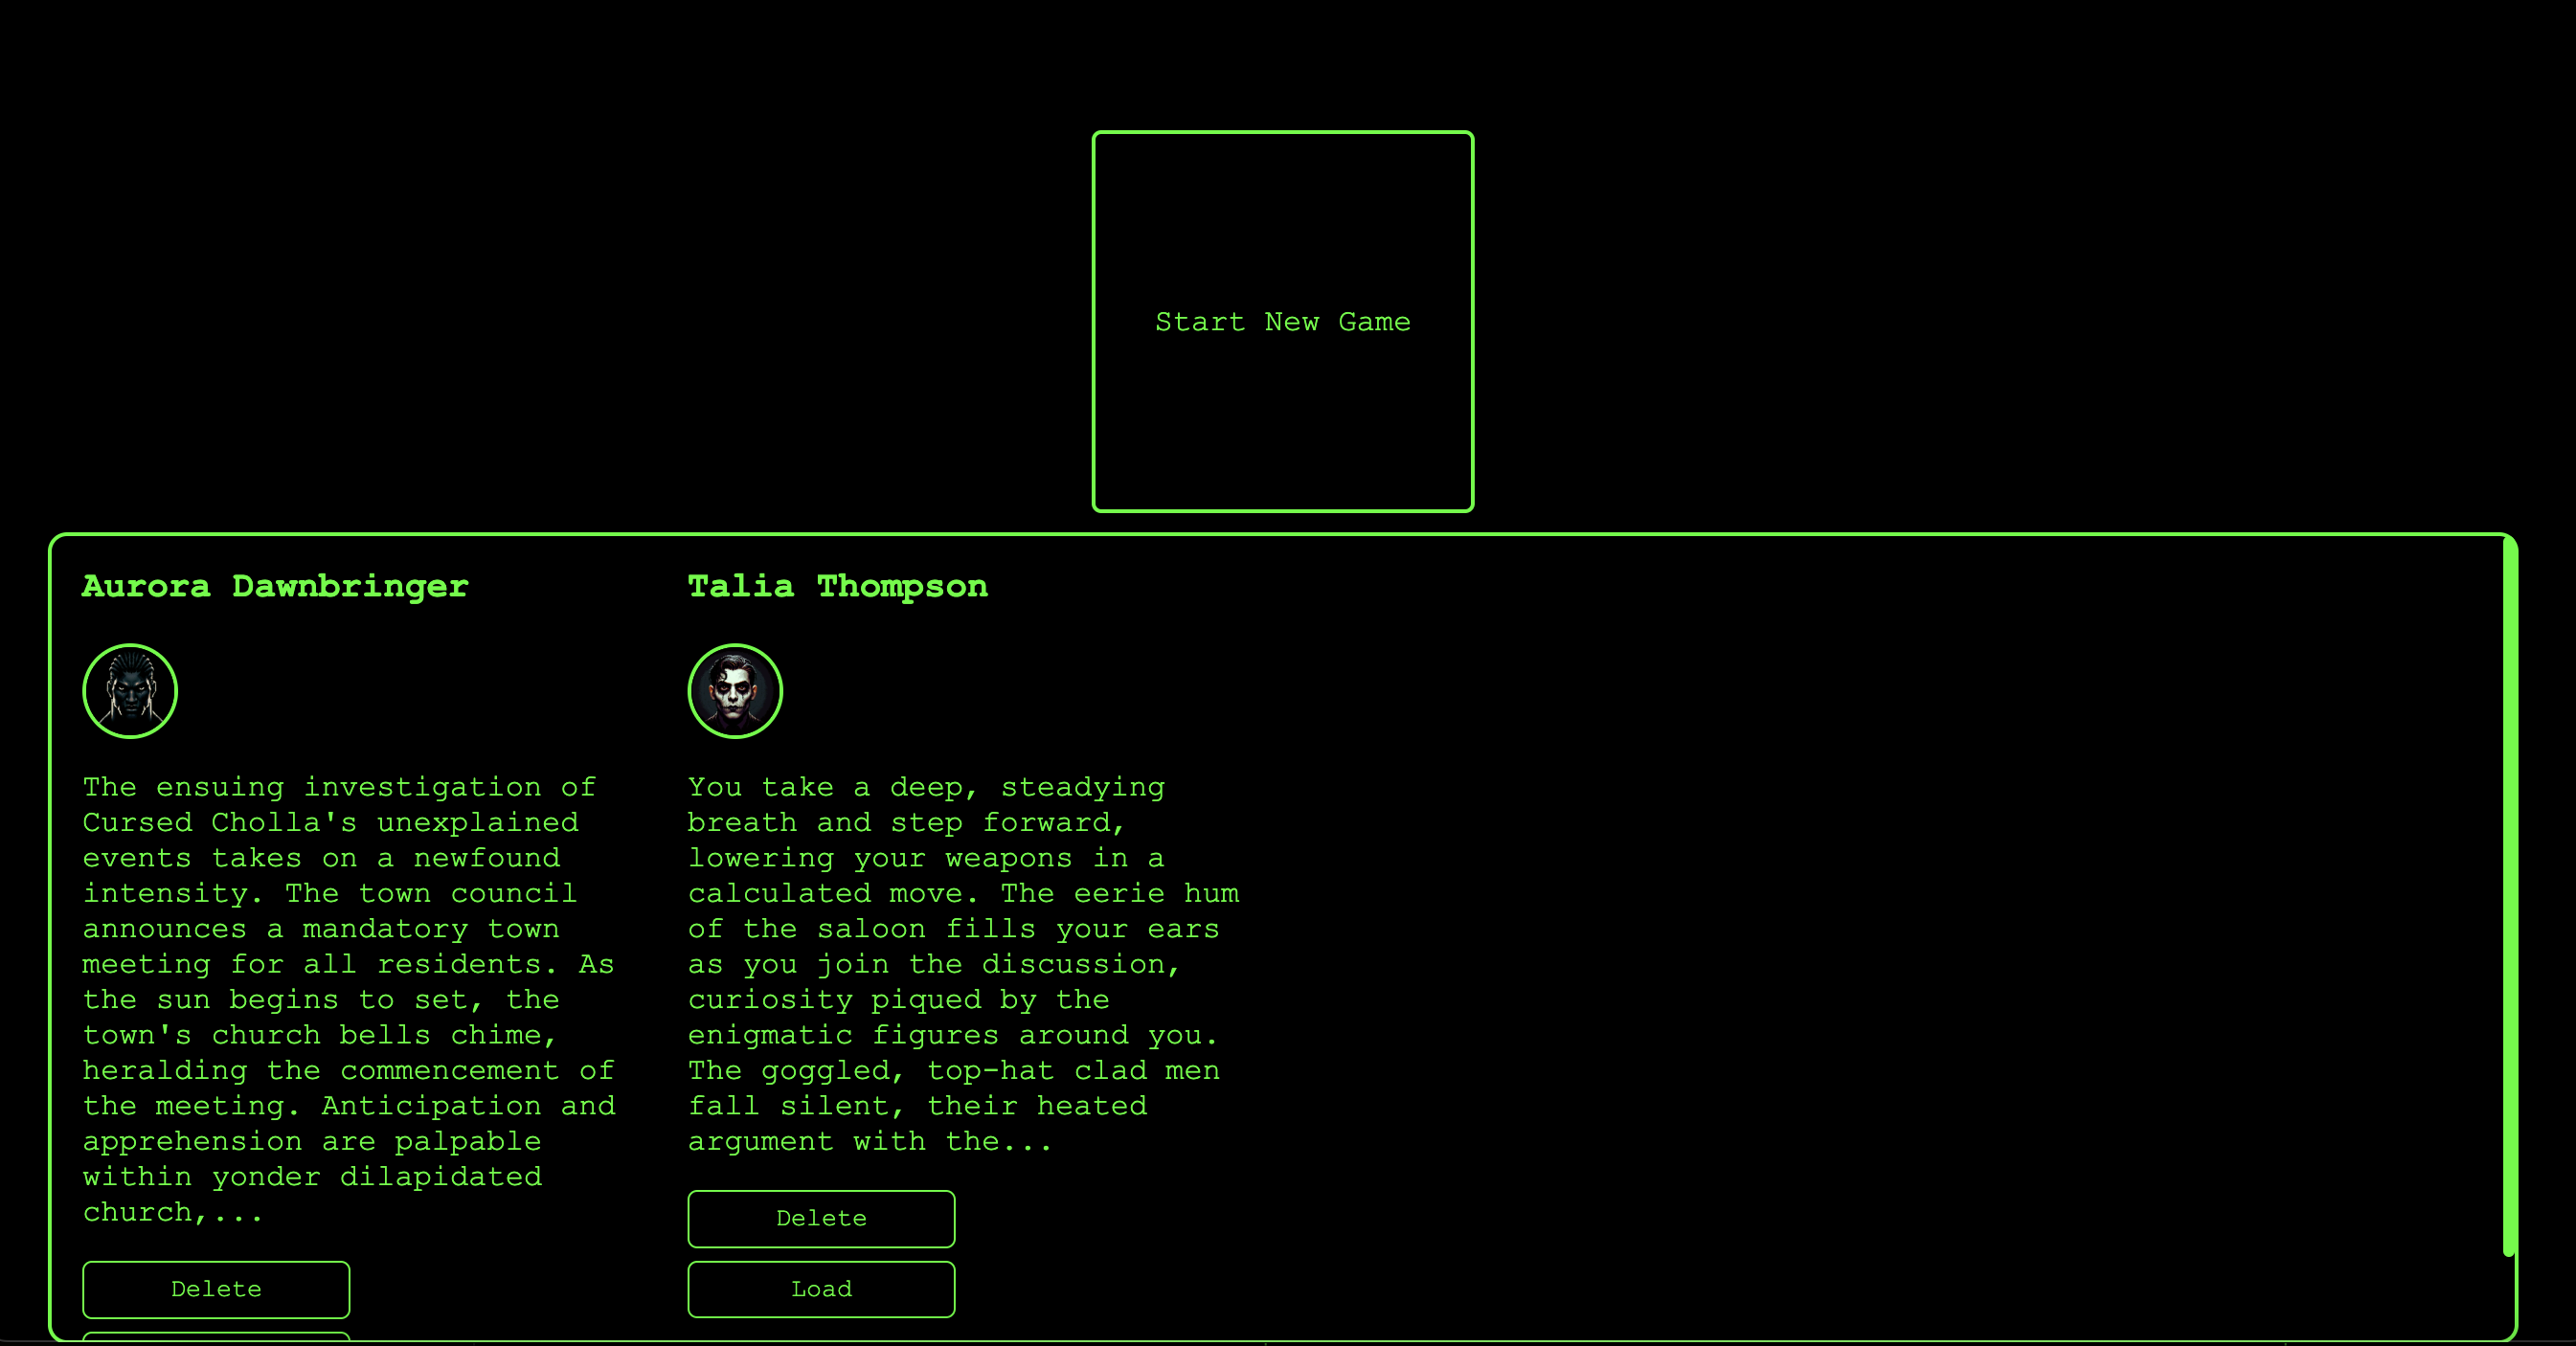 Start New Game
Aurora Dawnbringer
The ensuing investigation of
Cursed Cholla's unexplained
events takes on a newfound
intensity. The town council
announces a mandatory town
meeting for all residents. As
the sun begins to set, the
town's church bells chime,
heralding the commencement of
the meeting. Anticipation and
apprehension are palpable
within yonder dilapidated
church,...
Delete
Talia Thompson
You take a deep, steadying
breath and step forward,
lowering your weapons in a
calculated move. The eerie hum
of the saloon fills your ears
as you join the discussion,
curiosity piqued by the
enigmatic figures around you.
The goggled, top-hat clad men
fall silent, their heated
argument with the...
Delete
Load